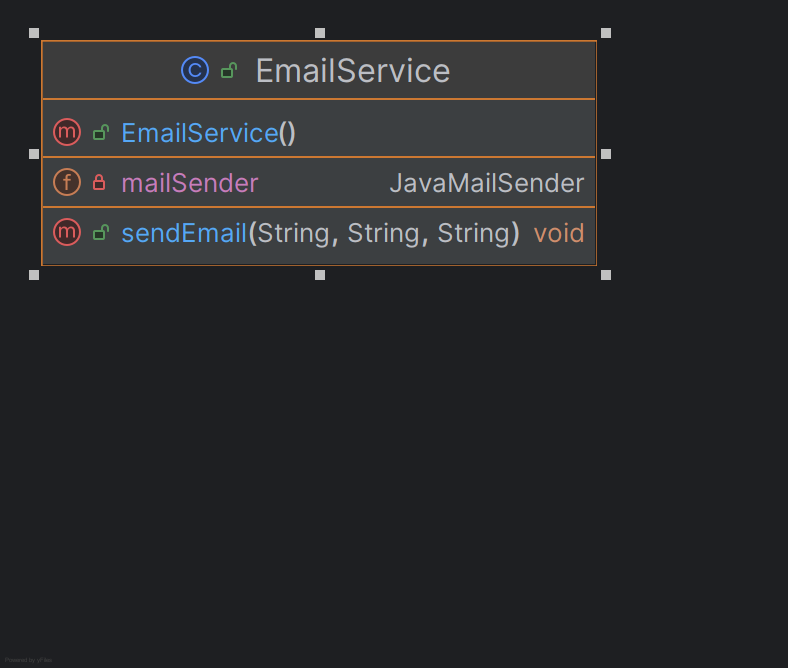 C EmailService
m EmailService()
f mailSender JavaMailSender
m sendEmail(String, String, String) void
Powered by yFiles